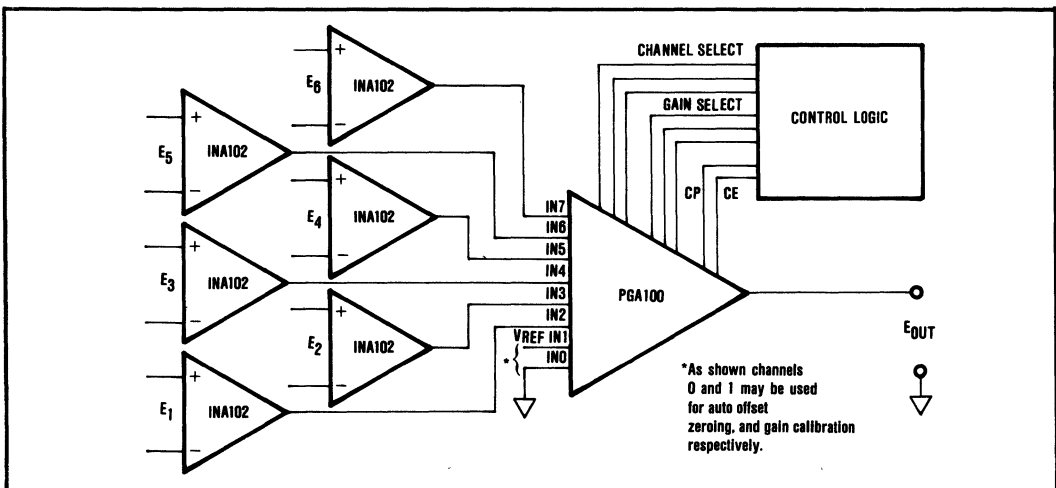 CHANNEL SELECT
GAIN SELECT
CONTROL LOGIC
CP
CE
E6
+
INA102
−
E5
+
INA102
−
E4
+
INA102
−
E3
+
INA102
−
E2
+
INA102
−
E1
+
INA102
−
IN7
IN6
IN5
IN4
IN3
IN2
VREF IN1
IN0
*
PGA100
EOUT
*As shown channels
0 and 1 may be used
for auto offset
zeroing, and gain calibration
respectively.